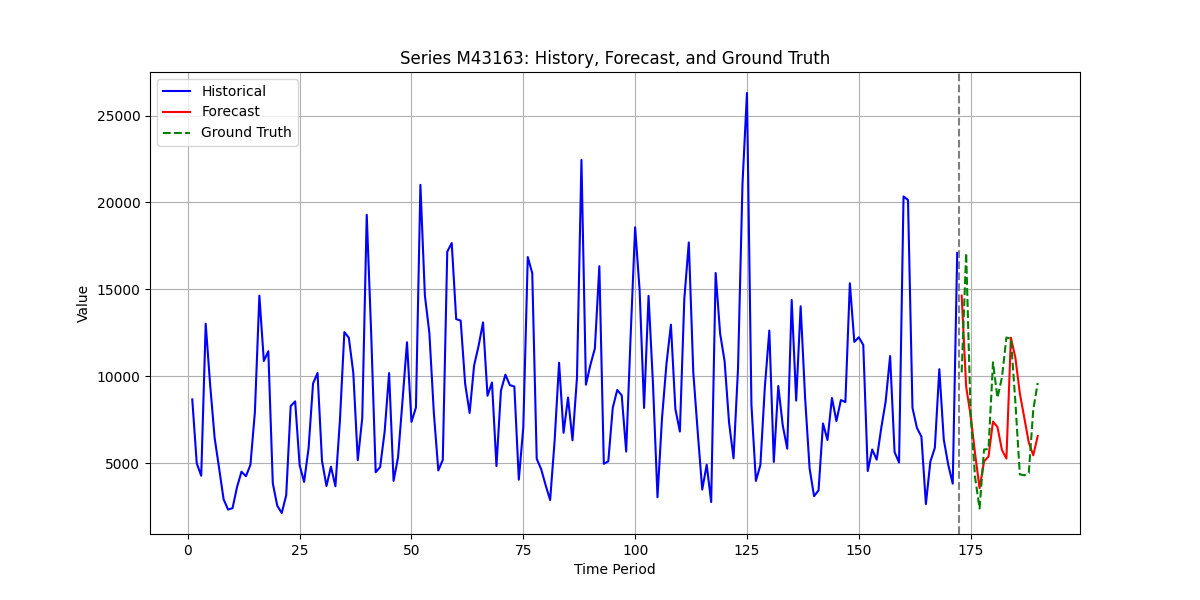 Series M43163: History, Forecast, and Ground Truth
Historical
Forecast
Ground Truth
25000
20000
15000
10000
5000
Value
0 25 50 75 100 125 150 175
Time Period